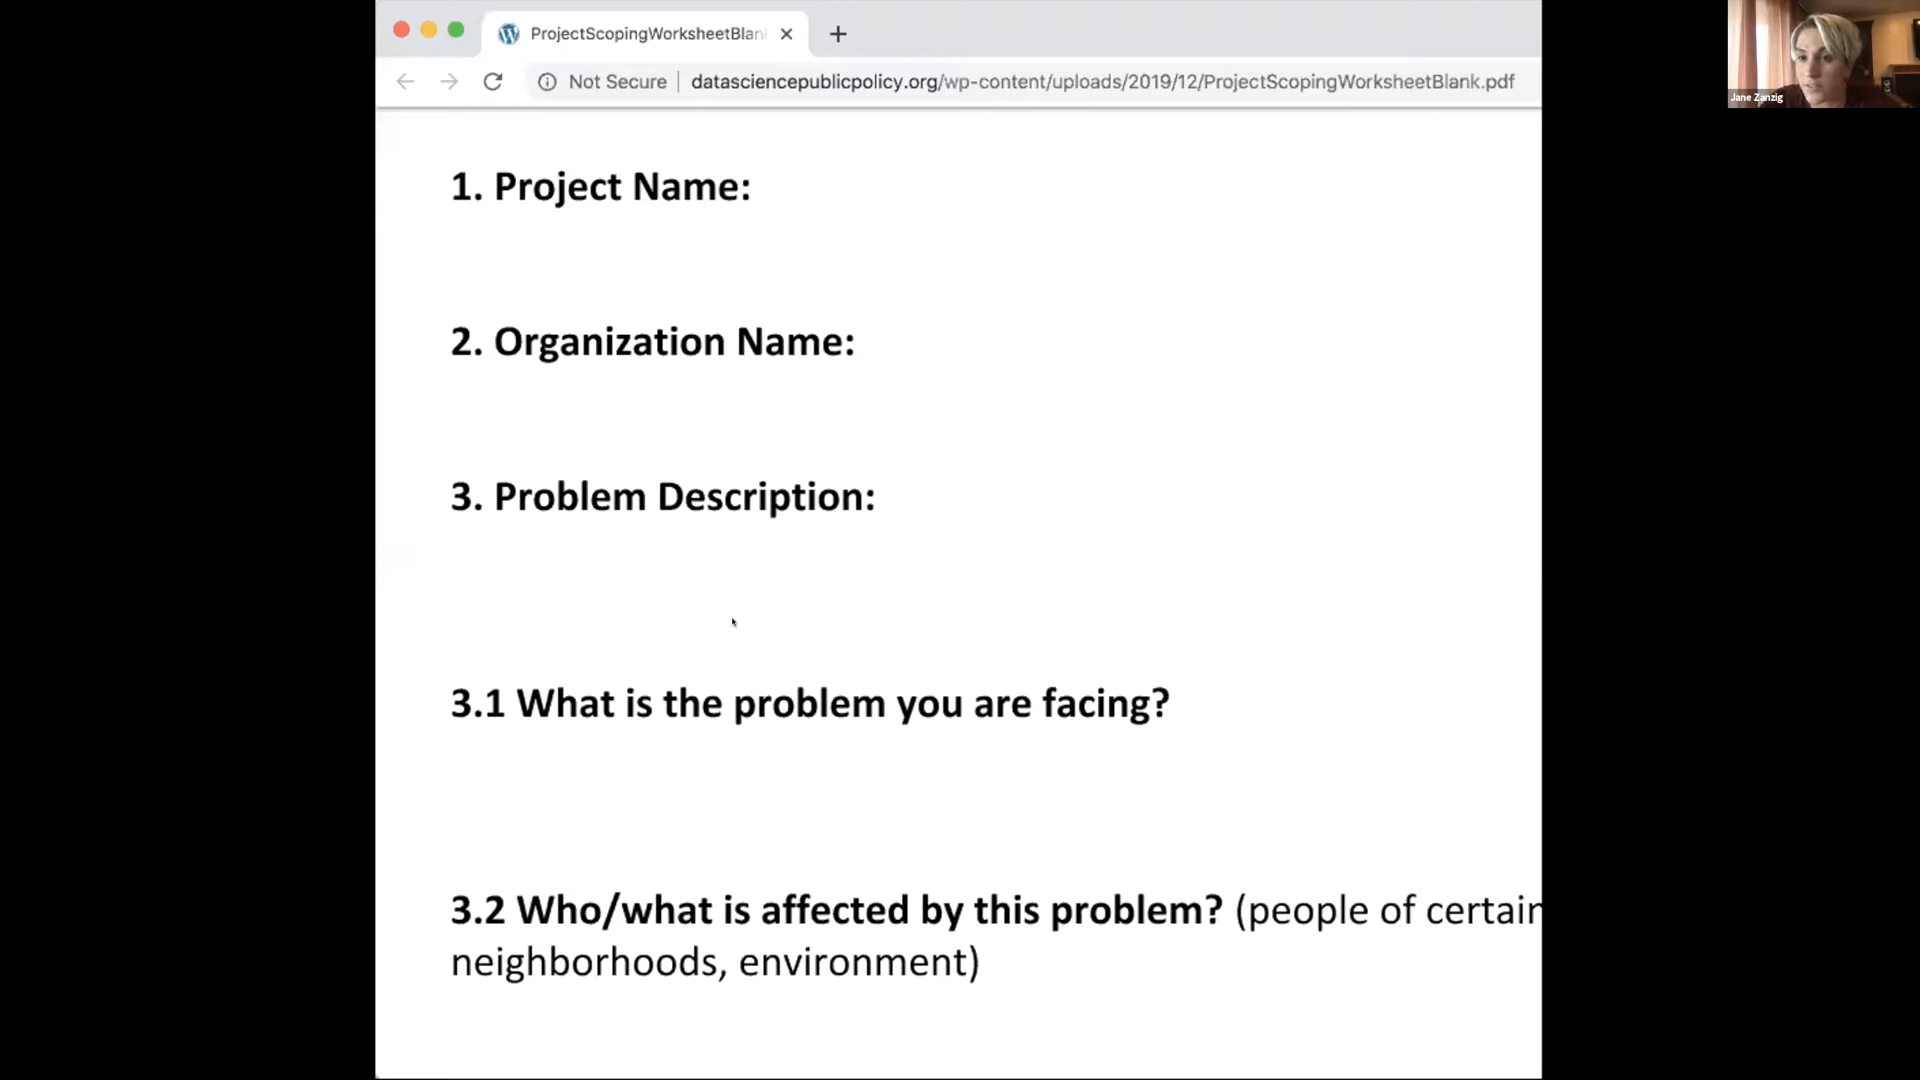 ProjectScopingWorksheetBlan
Not Secure | datasciencepublicpolicy.org/wp-content/uploads/2019/12/ProjectScopingWorksheetBlank.pdf
Jane Zanzig
1. Project Name:
2. Organization Name:
3. Problem Description:
3.1 What is the problem you are facing?
3.2 Who/what is affected by this problem? (people of certain
neighborhoods, environment)